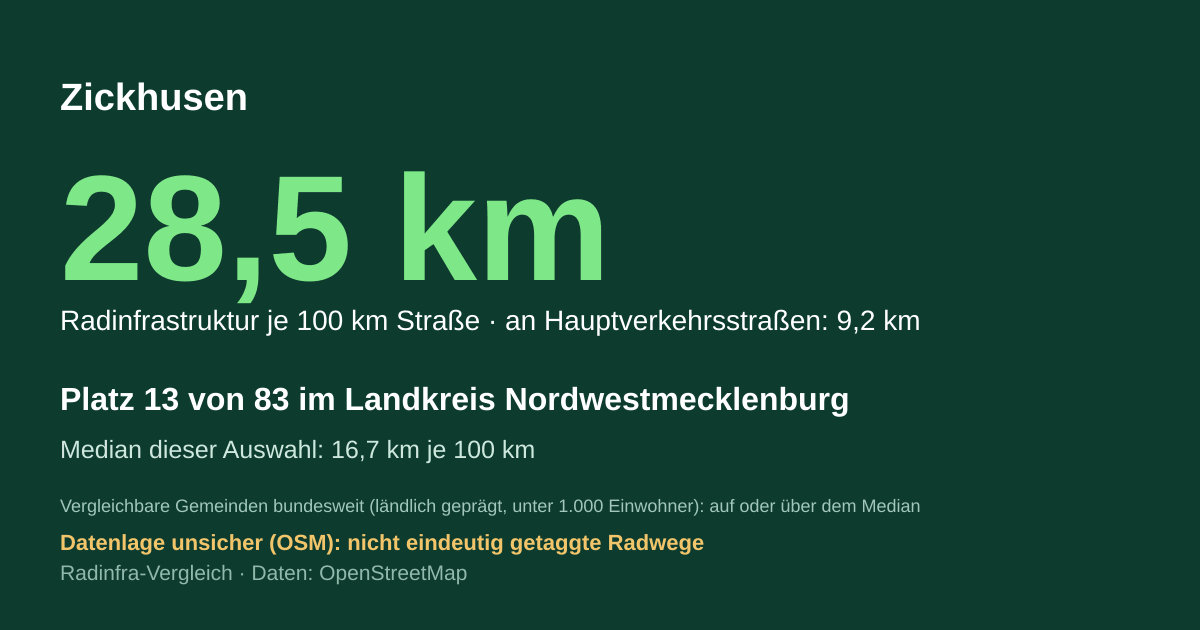 Zickhusen
28,5 km
Radinfrastruktur je 100 km Straße · an Hauptverkehrsstraßen: 9,2 km
Platz 13 von 83 im Landkreis Nordwestmecklenburg
Median dieser Auswahl: 16,7 km je 100 km
Vergleichbare Gemeinden bundesweit (ländlich geprägt, unter 1.000 Einwohner): auf oder über dem Median
Datenlage unsicher (OSM): nicht eindeutig getaggte Radwege
Radinfra-Vergleich · Daten: OpenStreetMap